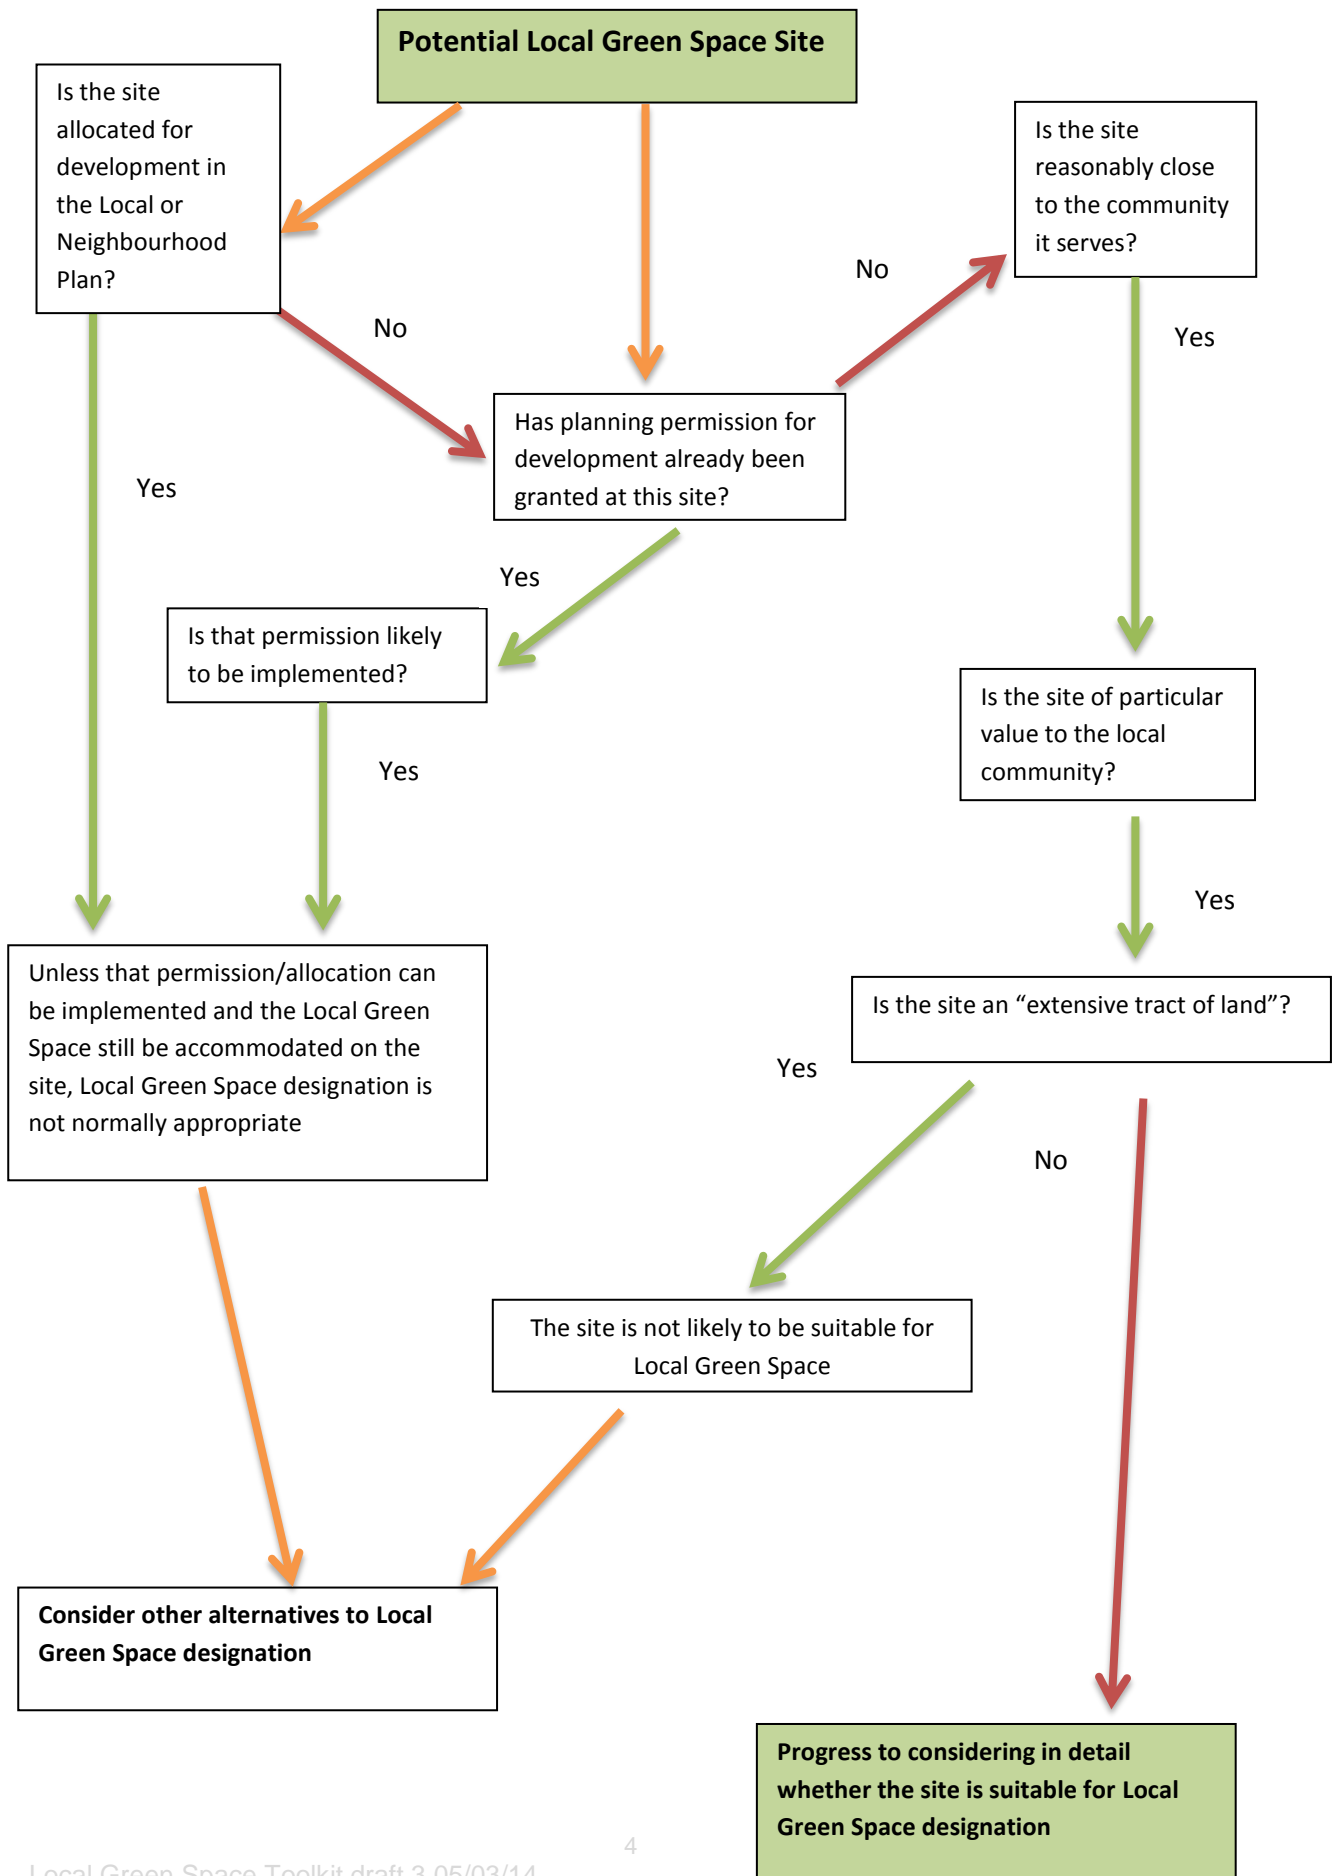 Potential Local Green Space Site
Is the site
allocated for
development in
the Local or
Neighbourhood
Plan?
Is the site
reasonably close
to the community
it serves?
No
No
Yes
Has planning permission for
development already been
granted at this site?
Yes
Yes
Is that permission likely
to be implemented?
Yes
Is the site of particular
value to the local
community?
Yes
Unless that permission/allocation can
be implemented and the Local Green
Space still be accommodated on the
site, Local Green Space designation is
not normally appropriate
Is the site an “extensive tract of land”?
Yes
No
The site is not likely to be suitable for
Local Green Space
Consider other alternatives to Local
Green Space designation
Progress to considering in detail
whether the site is suitable for Local
Green Space designation
4
Local Green Space Toolkit draft 3 05/03/14